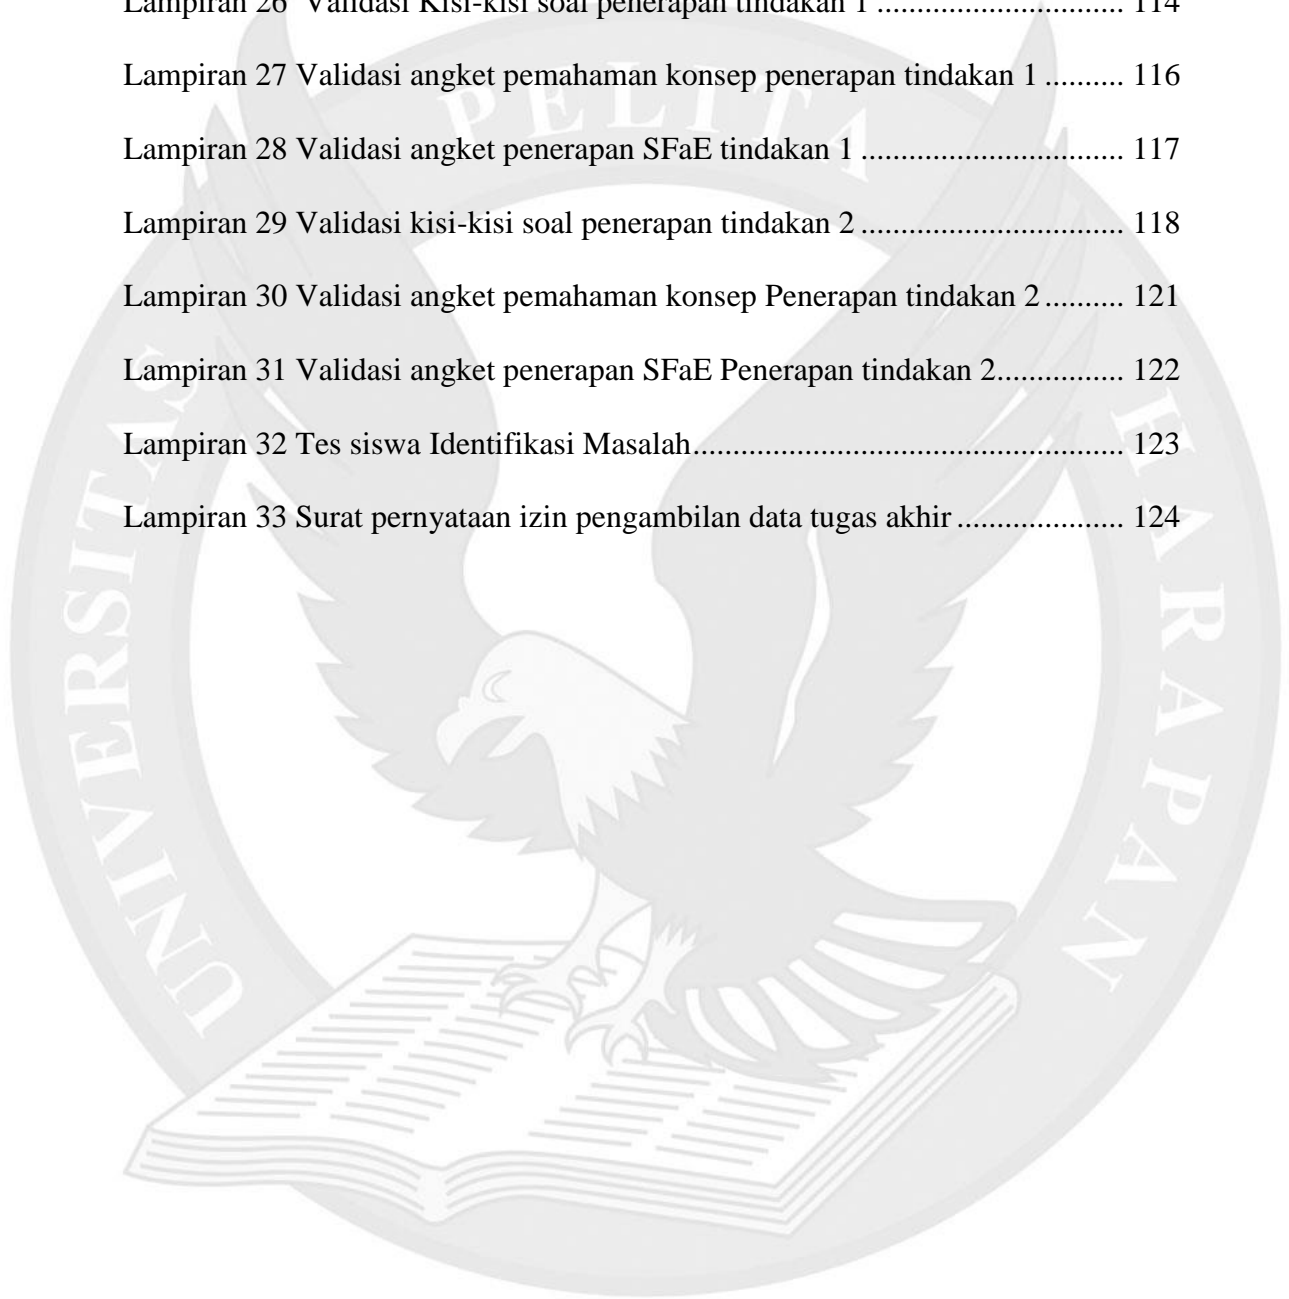 Lampiran 26  Validasi Kisi-kisi soal penerapan tindakan 1 ............................... 114
Lampiran 27 Validasi angket pemahaman konsep penerapan tindakan 1 .......... 116
Lampiran 28 Validasi angket penerapan SFaE tindakan 1 ................................. 117
Lampiran 29 Validasi kisi-kisi soal penerapan tindakan 2 ................................. 118
Lampiran 30 Validasi angket pemahaman konsep Penerapan tindakan 2 .......... 121
Lampiran 31 Validasi angket penerapan SFaE Penerapan tindakan 2................ 122
Lampiran 32 Tes siswa Identifikasi Masalah...................................................... 123
Lampiran 33 Surat pernyataan izin pengambilan data tugas akhir ..................... 124
UNIVERSITAS PELITA HARAPAN